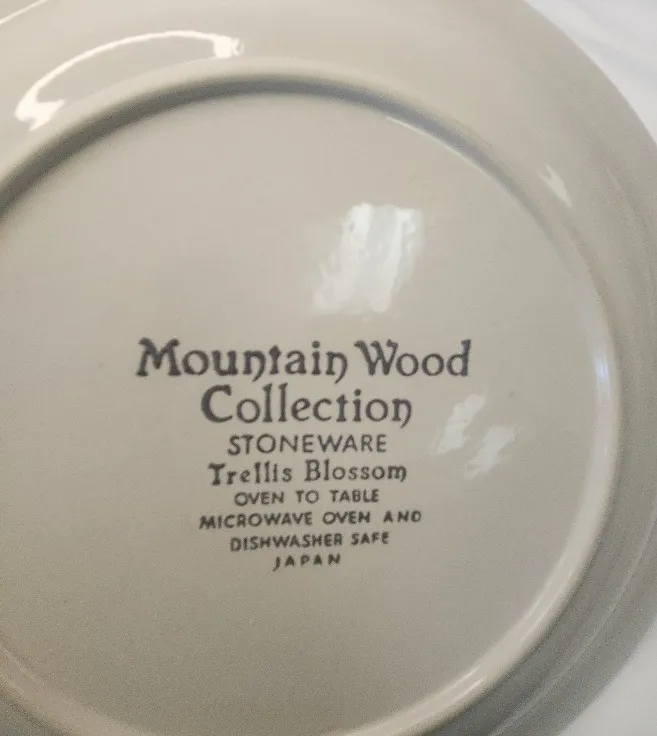 Mountain Wood
Collection
STONEWARE
Trellis Blossom
OVEN TO TABLE
MICROWAVE OVEN AND
DISHWASHER SAFE
JAPAN